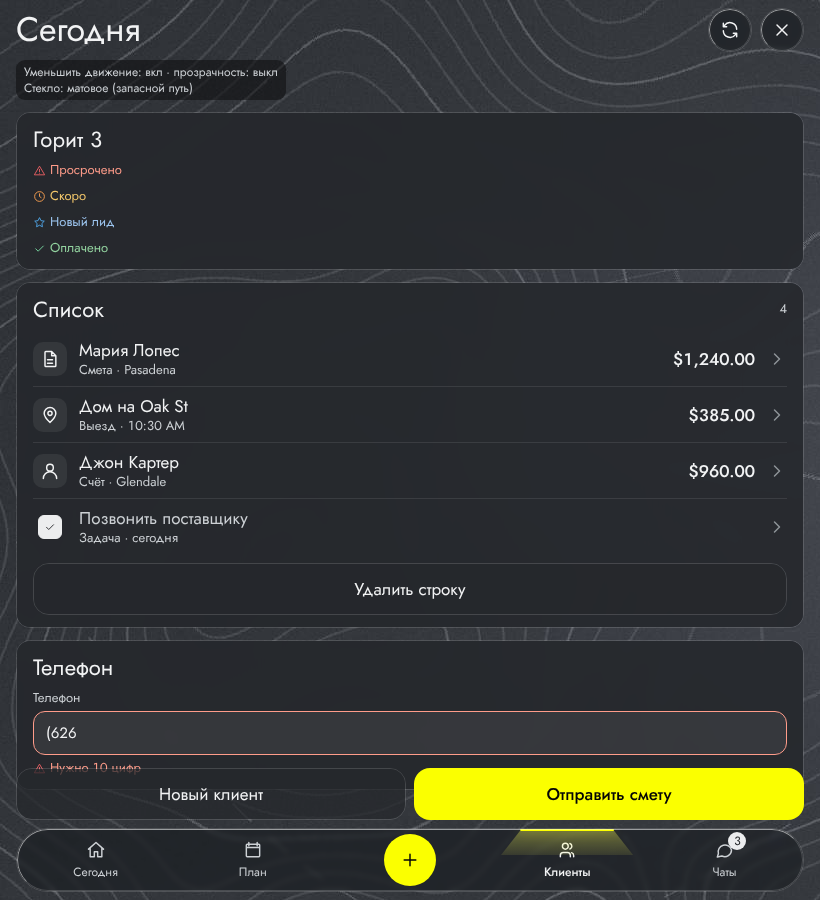 Сегодня
Уменьшить движение: вкл · прозрачность: выкл
Стекло: матовое (запасной путь)
Горит 3
Просрочено
Скоро
Новый лид
Оплачено
Список
4
Мария Лопес
Смета · Pasadena
$1,240.00
Дом на Oak St
Выезд · 10:30 AM
$385.00
Джон Картер
Счёт · Glendale
$960.00
Позвонить поставщику
Задача · сегодня
Удалить строку
Телефон
Телефон
(626
Нужно 10 цифр
Новый клиент
Отправить смету
Сегодня
План
Клиенты
3
Чаты